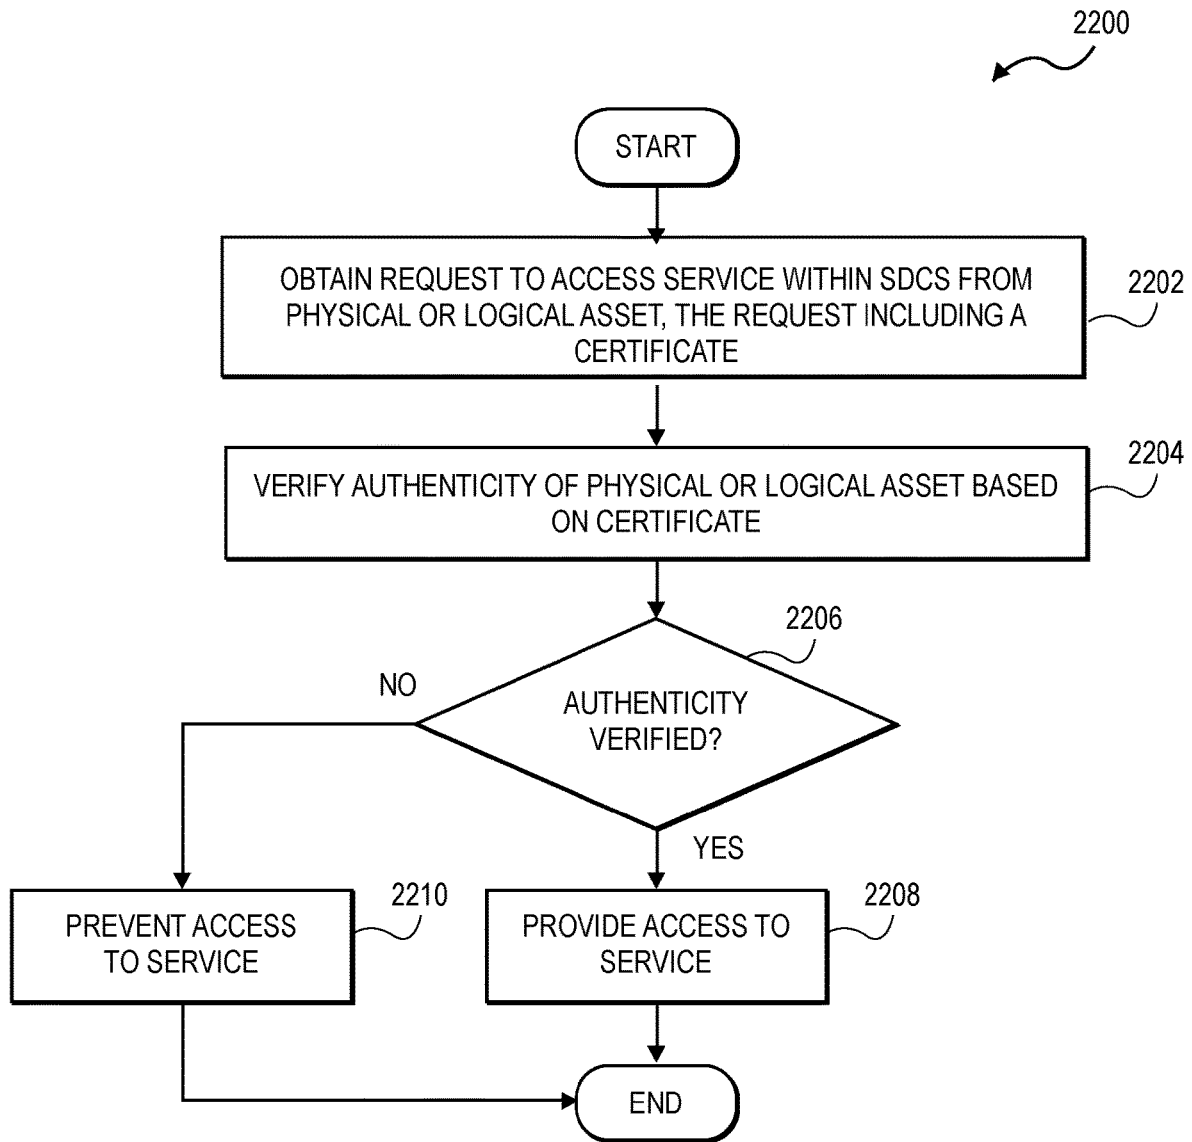 2200
START
OBTAIN REQUEST TO ACCESS SERVICE WITHIN SDCS FROM
PHYSICAL OR LOGICAL ASSET, THE REQUEST INCLUDING A
CERTIFICATE
2202
VERIFY AUTHENTICITY OF PHYSICAL OR LOGICAL ASSET BASED
ON CERTIFICATE
2204
2206
AUTHENTICITY
VERIFIED?
NO
YES
PREVENT ACCESS
TO SERVICE
2210
PROVIDE ACCESS TO
SERVICE
2208
END